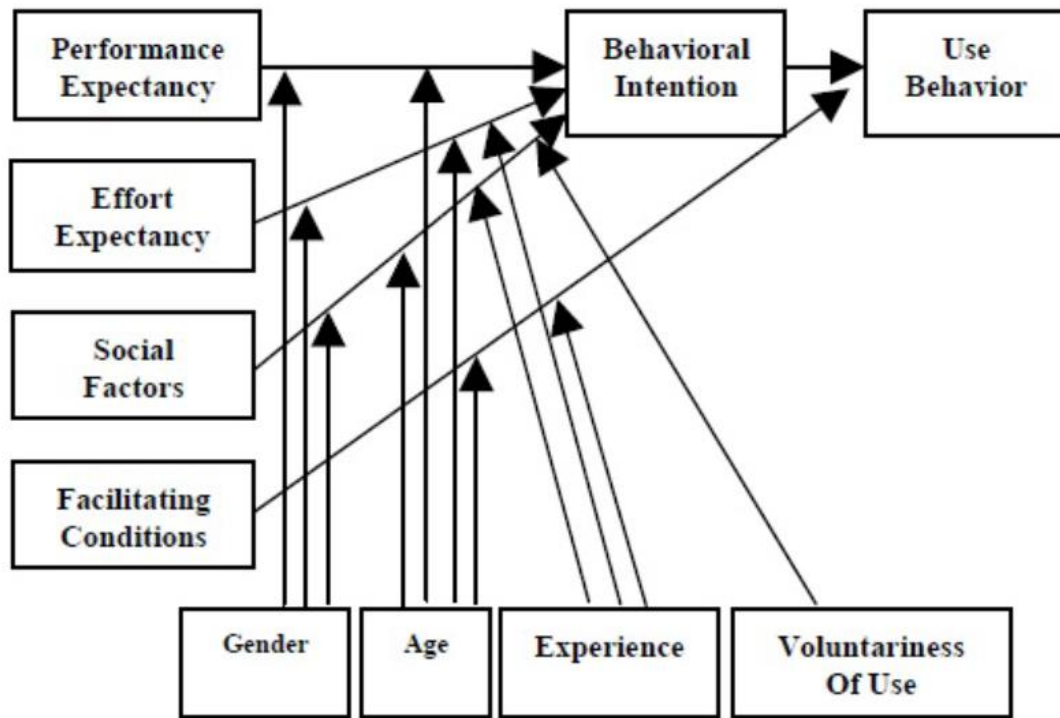 Performance
Expectancy
Behavioral
Intention
Use
Behavior
Effort
Expectancy
Social
Factors
Facilitating
Conditions
Gender
Age
Experience
Voluntariness
Of Use